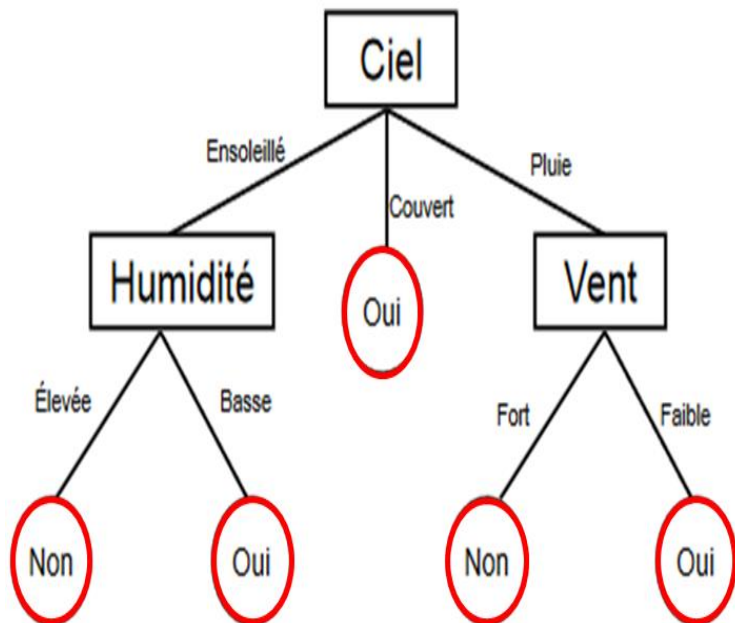 Ciel
Ensoleillé
Pluie
Couvert
Humidité
Oui
Vent
Élevée
Basse
Fort
Faible
Non
Oui
Non
Oui